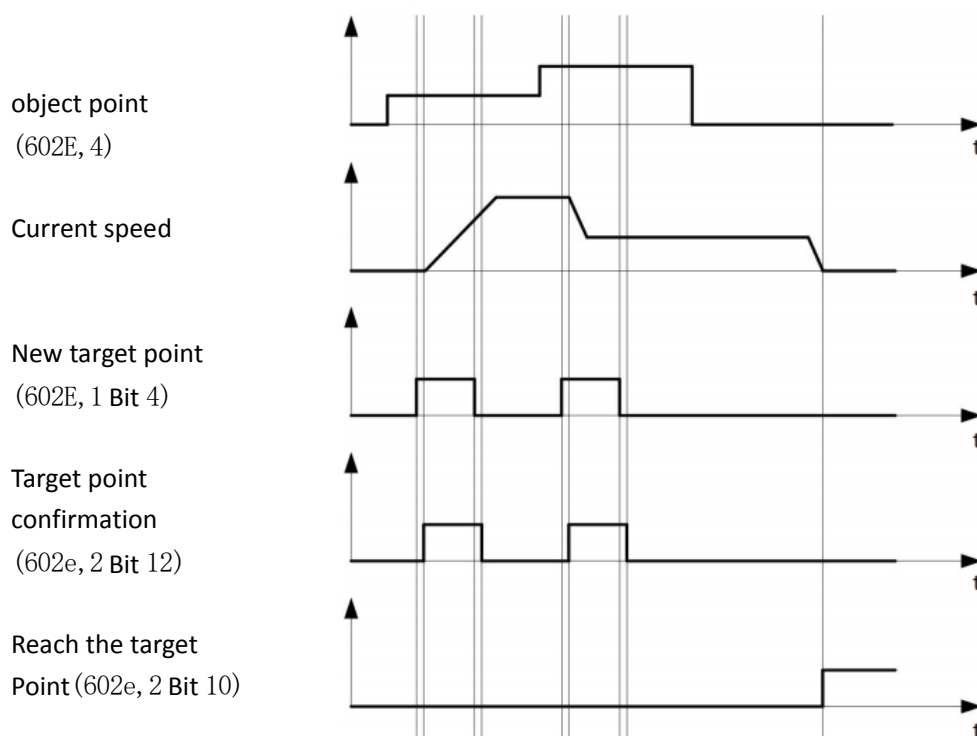 object point
(602E, 4)
t
Current speed
t
New target point
(602E, 1 Bit 4)
t
Target point
confirmation
(602e, 2 Bit 12)
t
Reach the target
Point (602e, 2 Bit 10)
t